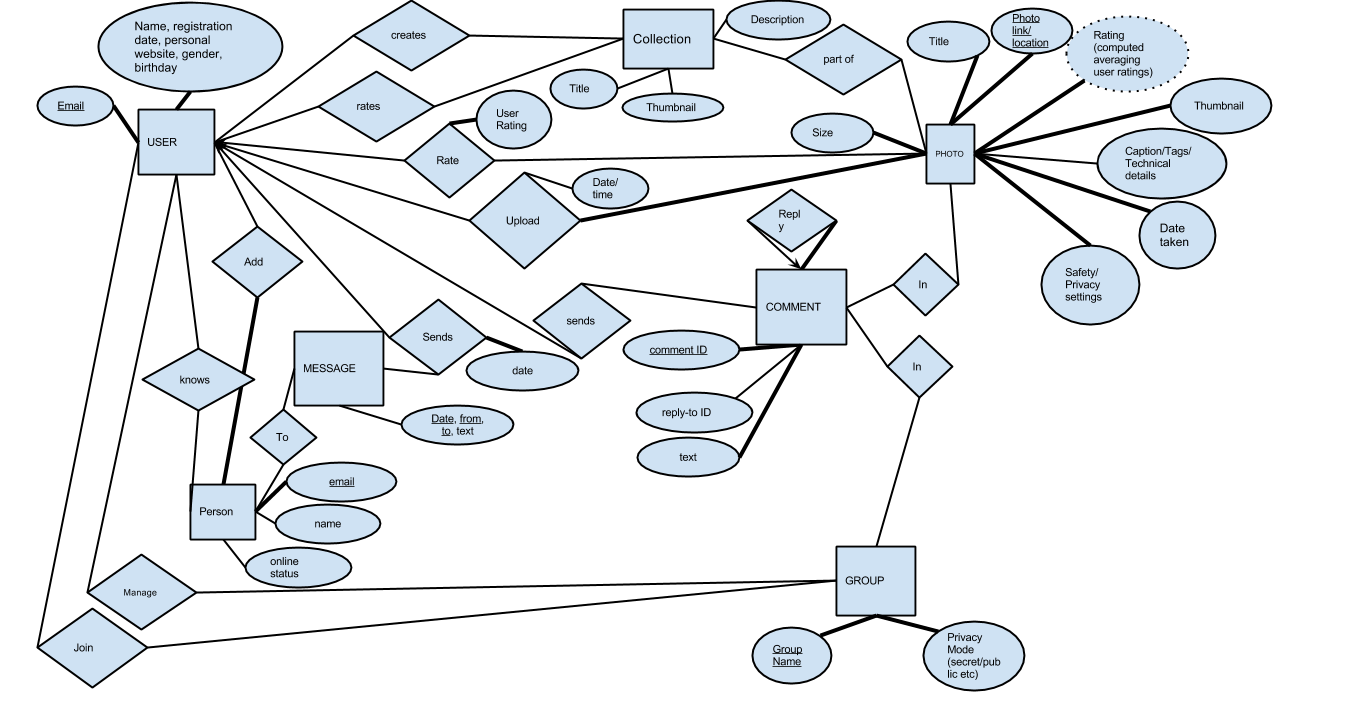 Name, registration
date, personal
website, gender,
birthday
creates
Collection
Description
part of
Title
Photo
link/
location
Rating
(computed
averaging
user ratings)
Email
rates
Title
Thumbnail
Thumbnail
USER
User
Rating
Size
PHOTO
Rate
Caption/Tags/
Technical
details
Date/
time
Upload
Repl
y
Date
taken
Add
Safety/
Privacy
settings
In
COMMENT
sends
Sends
comment ID
MESSAGE
date
In
knows
reply-to ID
Date, from,
to, text
To
text
email
Person
name
online
status
GROUP
Manage
Join
Group
Name
Privacy
Mode
(secret/pub
lic etc)